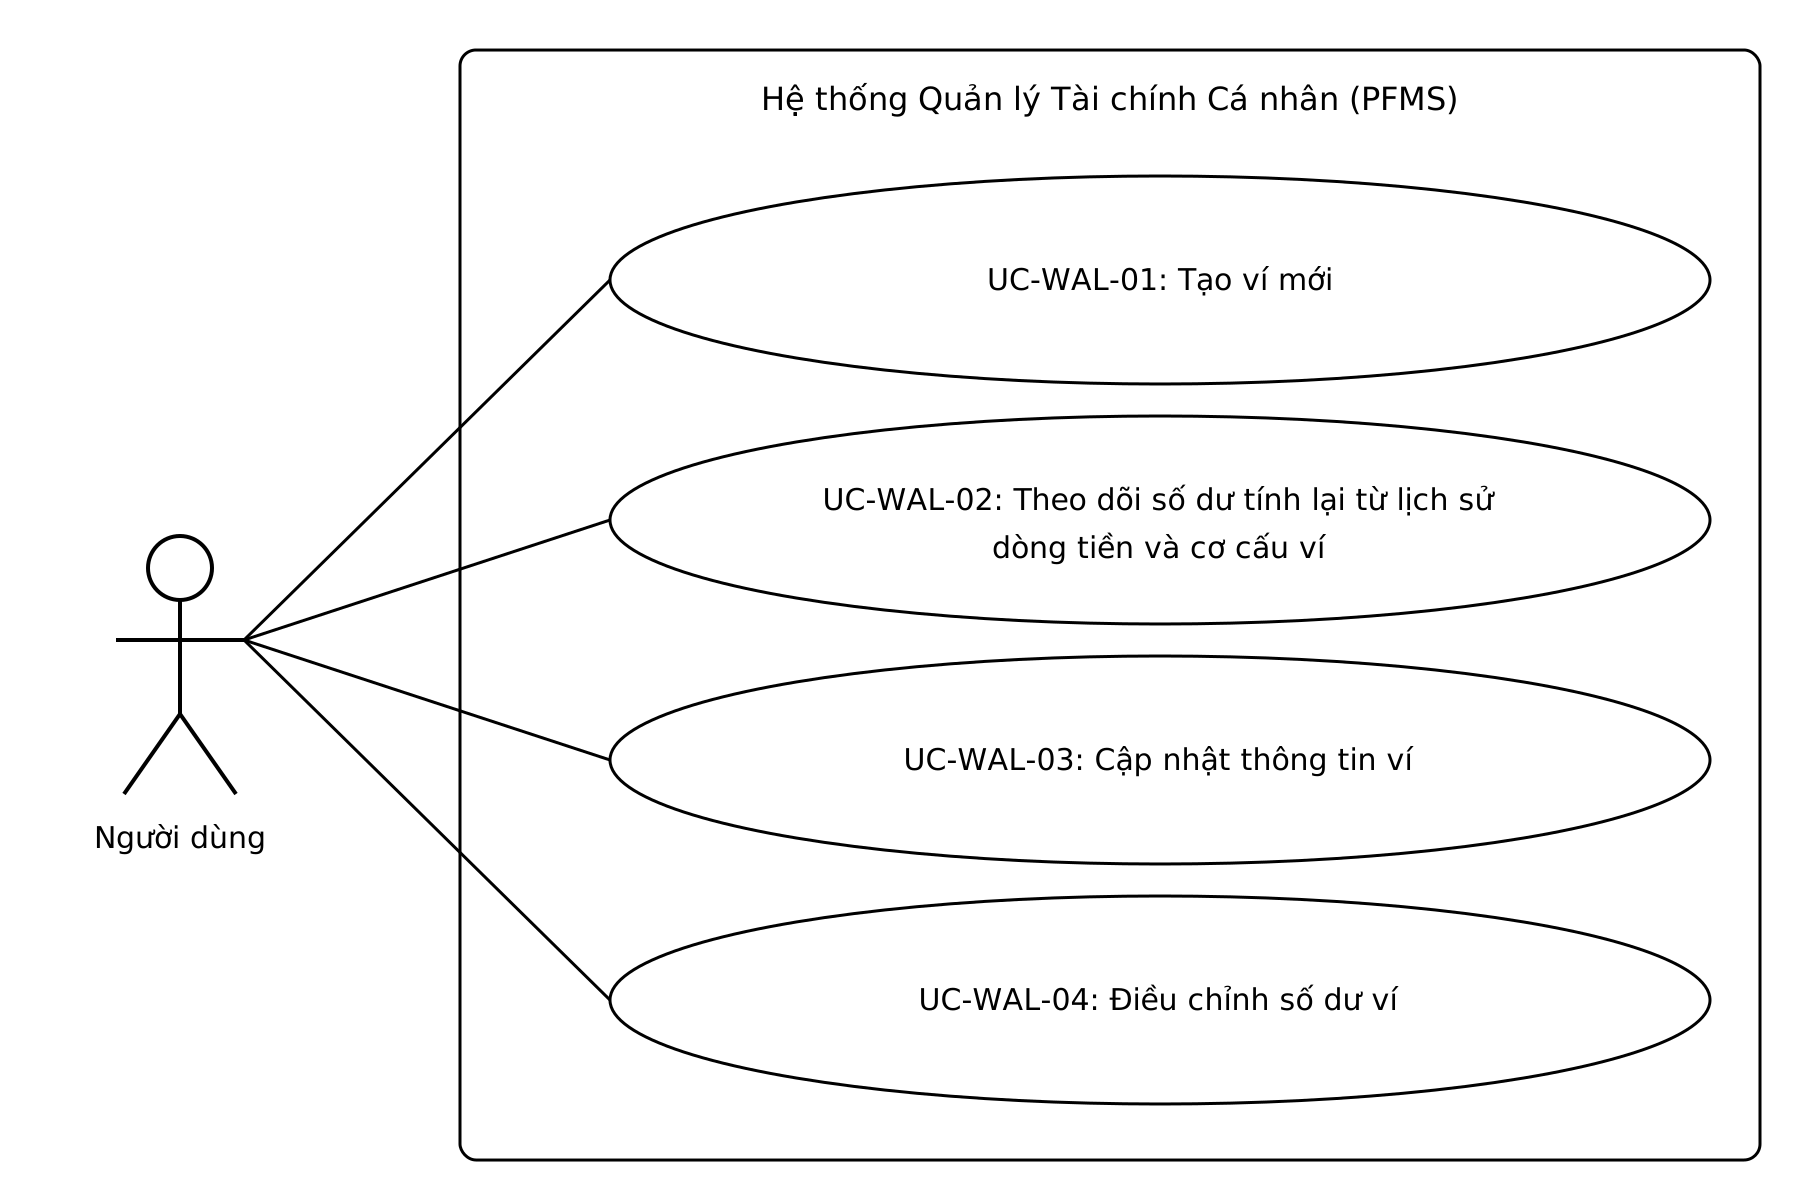 Hệ thống Quản lý Tài chính Cá nhân (PFMS)
UC-WAL-01: Tạo ví mới
UC-WAL-02: Theo dõi số dư tính lại từ lịch sử
dòng tiền và cơ cấu ví
UC-WAL-03: Cập nhật thông tin ví
Người dùng
UC-WAL-04: Điều chỉnh số dư ví